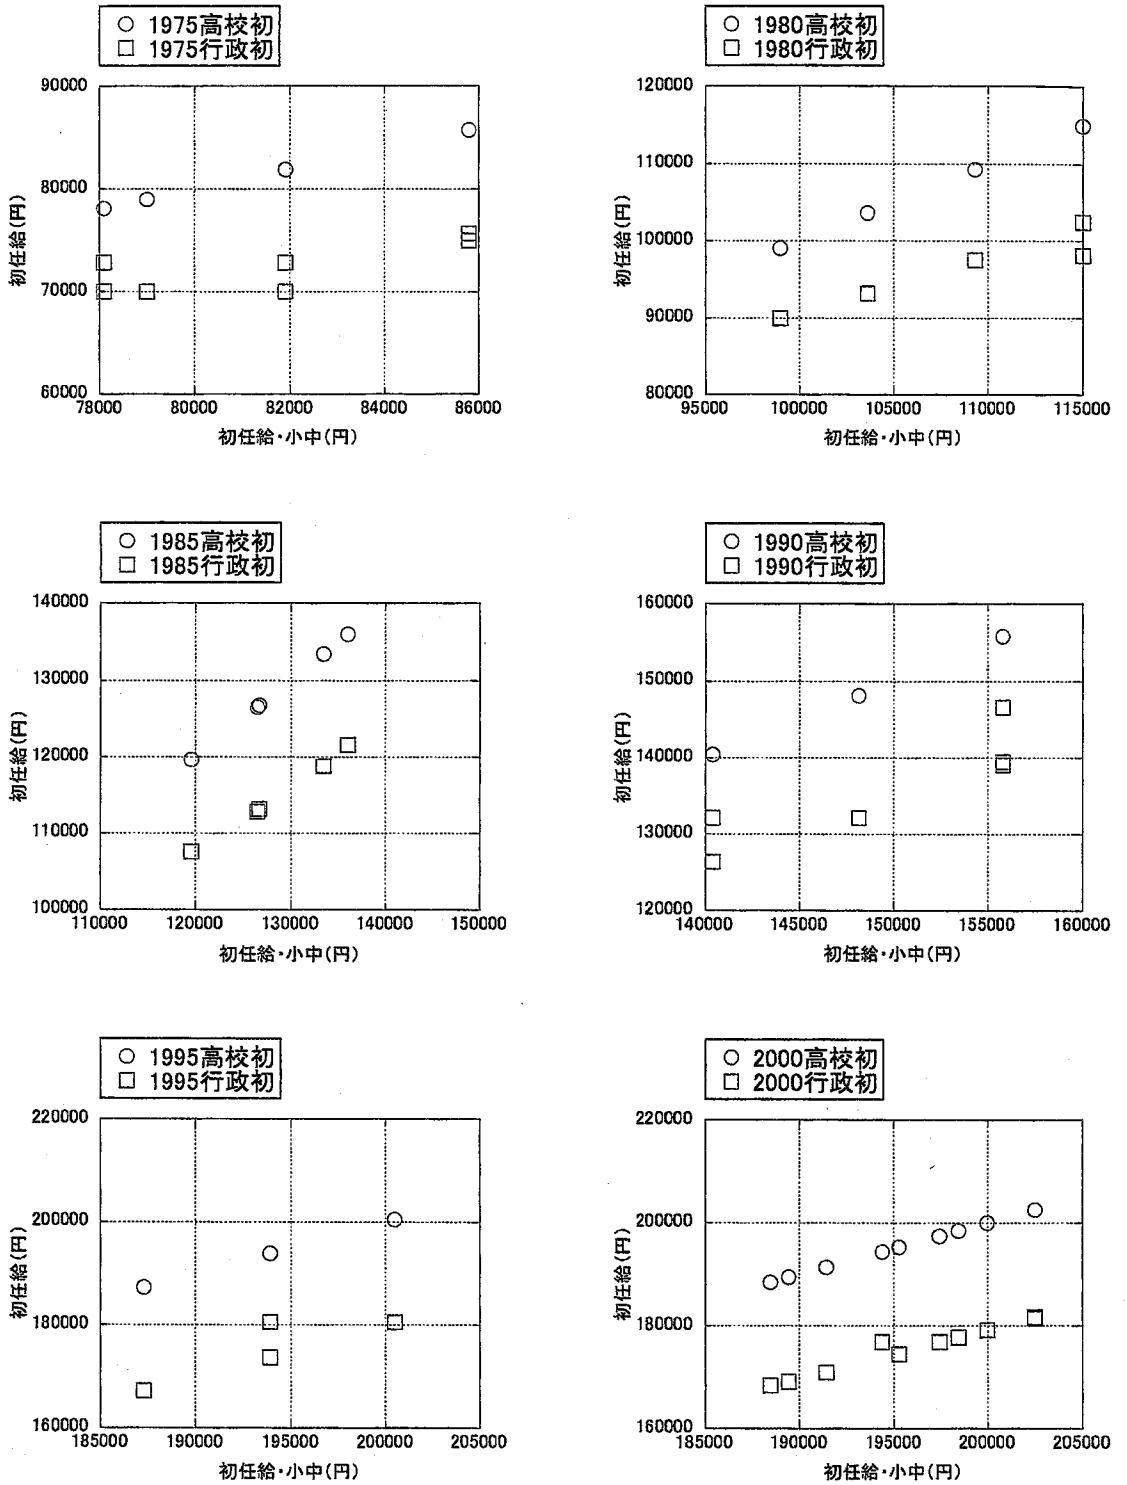 ○ 1975高校初
□ 1975行政初
90000
80000
70000
60000
初任給(円)
78000 80000 82000 84000 86000
初任給・小中(円)
○ 1980高校初
□ 1980行政初
120000
110000
100000
90000
80000
初任給(円)
95000 100000 105000 110000 115000
初任給・小中(円)
○ 1985高校初
□ 1985行政初
140000
130000
120000
110000
100000
初任給(円)
110000 120000 130000 140000 150000
初任給・小中(円)
○ 1990高校初
□ 1990行政初
160000
150000
140000
130000
120000
初任給(円)
140000 145000 150000 155000 160000
初任給・小中(円)
○ 1995高校初
□ 1995行政初
220000
200000
180000
160000
初任給(円)
185000 190000 195000 200000 205000
初任給・小中(円)
○ 2000高校初
□ 2000行政初
220000
200000
180000
160000
初任給(円)
185000 190000 195000 200000 205000
初任給・小中(円)